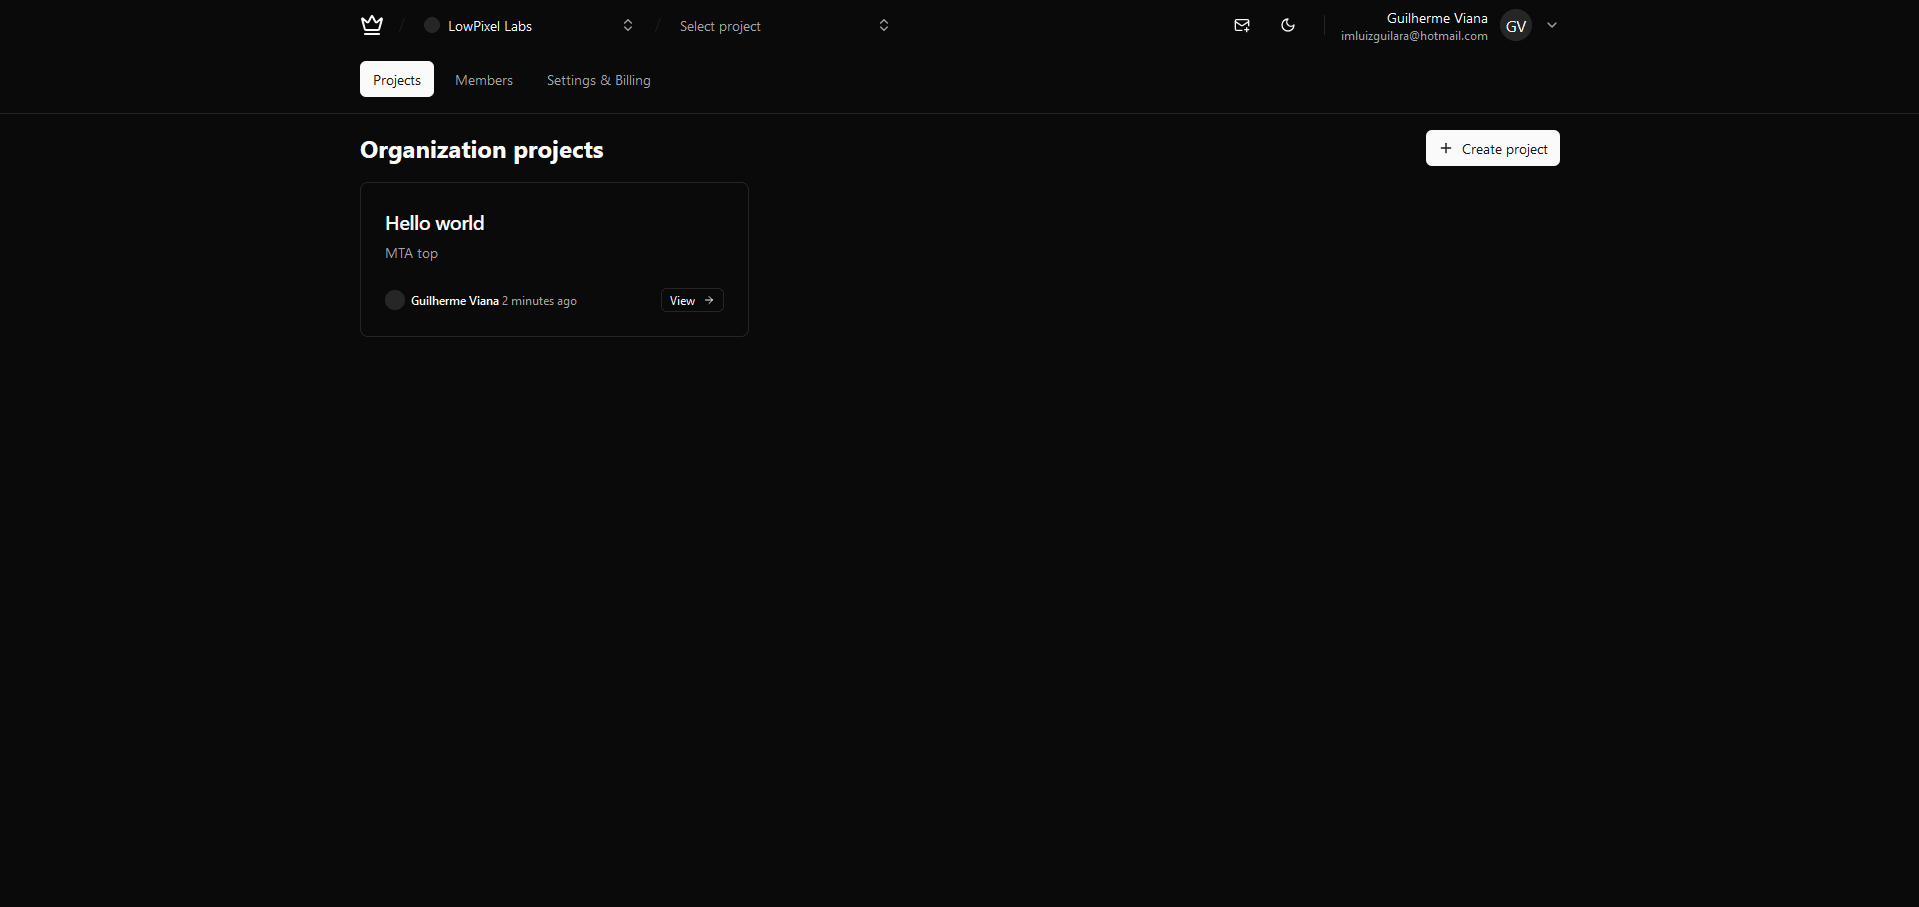 LowPixel Labs
Select project
Guilherme Viana
imluizguilara@hotmail.com
GV
Projects
Members
Settings & Billing
Organization projects
Create project
Hello world
MTA top
Guilherme Viana 2 minutes ago
View